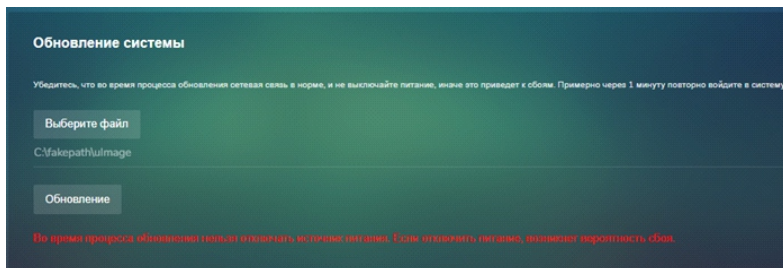 Обновление системы
Убедитесь, что во время процесса обновления сетевая связь в норме, и не выключайте питание, иначе это приведет к сбоям. Примерно через 1 минуту повторно войдите в систему
Выберите файл
C:\fakepath\uImage
Обновление
Во время процесса обновления нельзя отключать источник питания. Если отключить питание, возникнет вероятность сбоя.